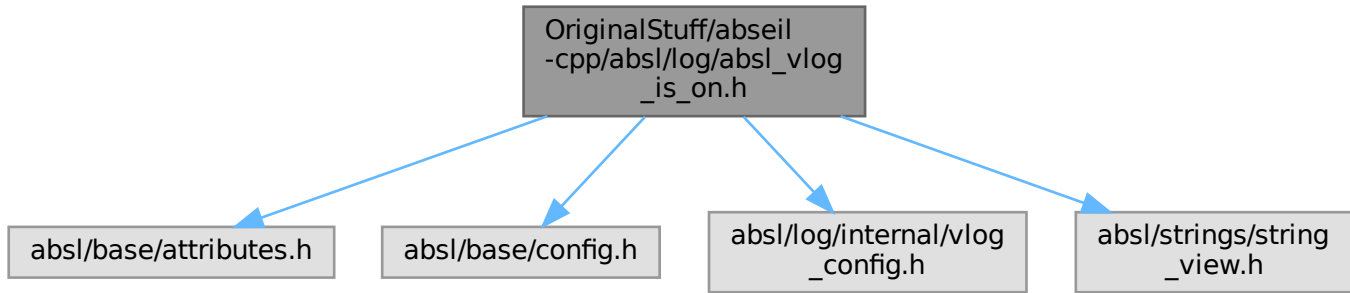 OriginalStuff/abseil
-cpp/absl/log/absl_vlog
_is_on.h
absl/base/attributes.h
absl/base/config.h
absl/log/internal/vlog
_config.h
absl/strings/string
_view.h